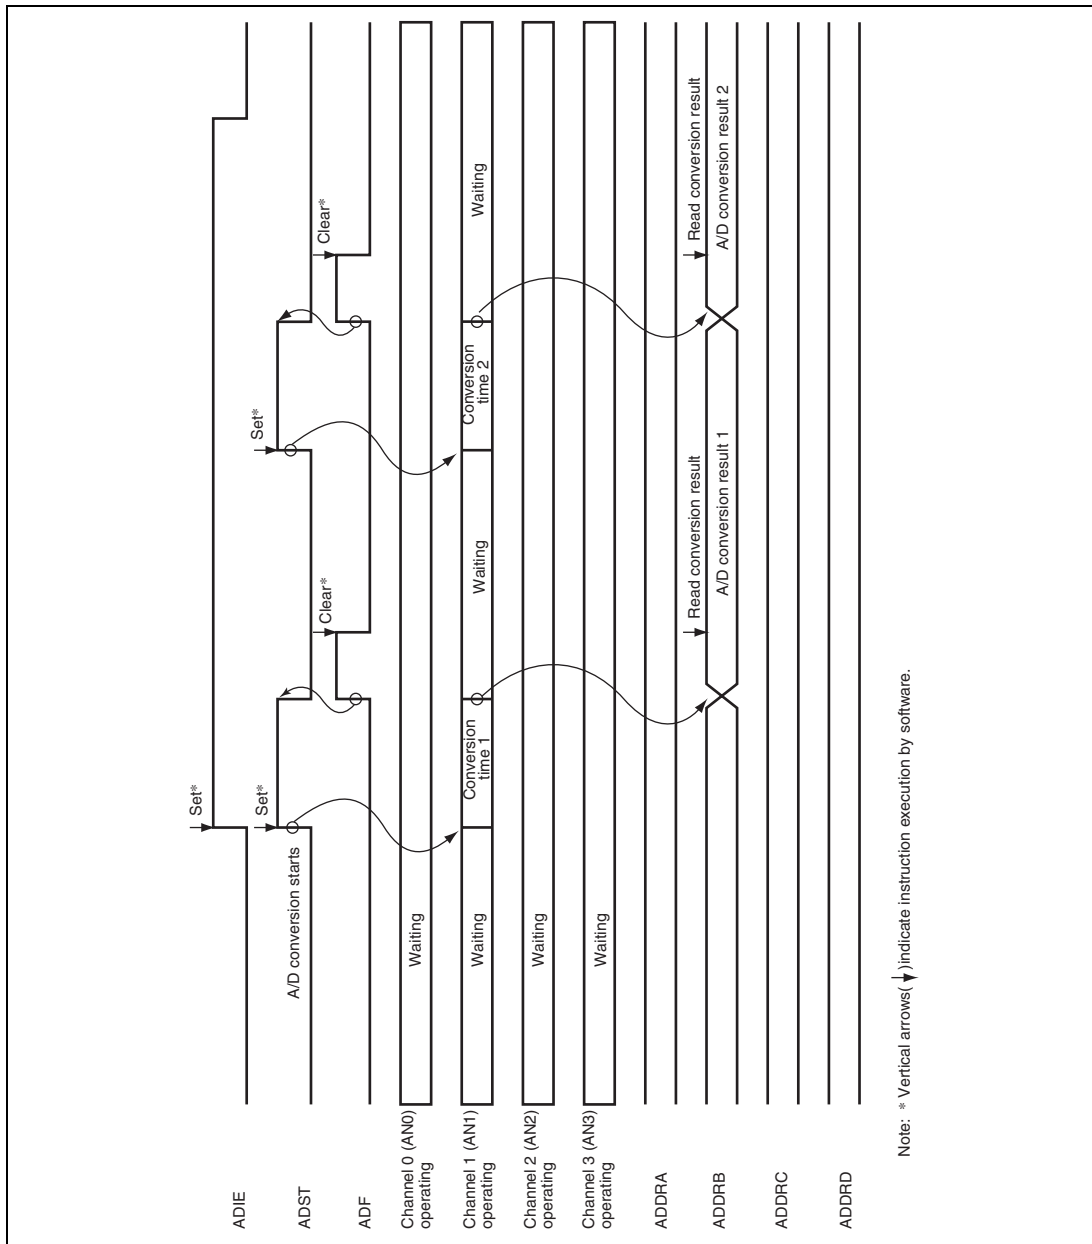 ADIE
Set*
ADST
A/D conversion starts
Set*
Set*
ADF
Clear*
Clear*
Channel 0 (AN0)
operating
Waiting
Channel 1 (AN1)
operating
Waiting
Conversion
time 1
Waiting
Conversion
time 2
Waiting
Channel 2 (AN2)
operating
Waiting
Channel 3 (AN3)
operating
Waiting
ADDRA
Read conversion result
Read conversion result
ADDRB
A/D conversion result 1
A/D conversion result 2
ADDRC
ADDRD
Note: * Vertical arrows(↓)indicate instruction execution by software.